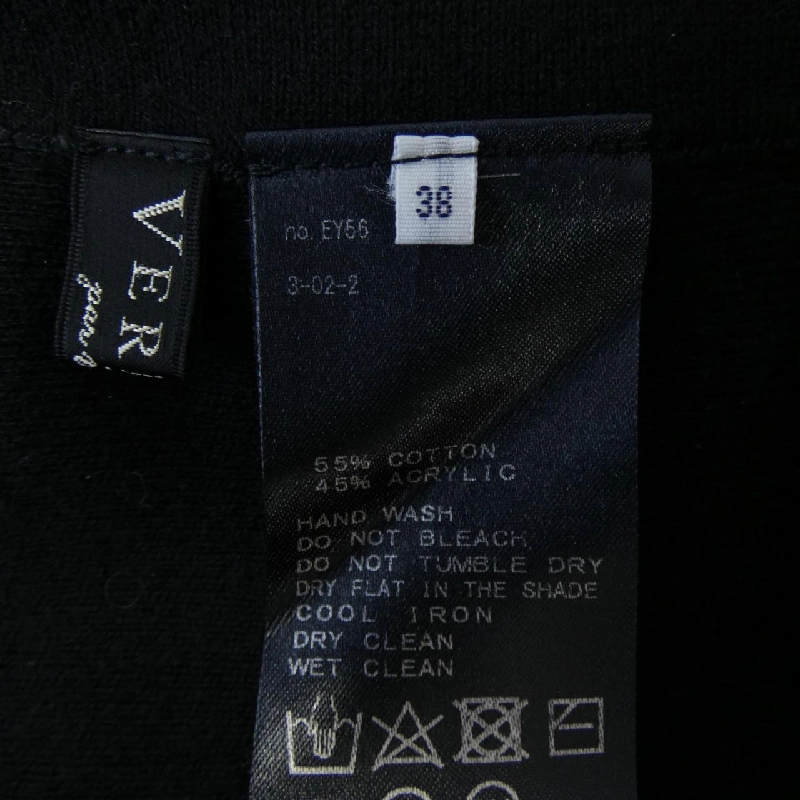 VER
38
no. EY56
3-02-2
55% COTTON
45% ACRYLIC
HAND WASH
DO NOT BLEACH
DO NOT TUMBLE DRY
DRY FLAT IN THE SHADE
COOL IRON
DRY CLEAN
WET CLEAN